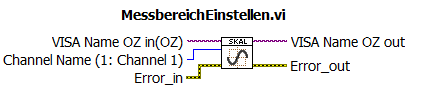 MessbereichEinstellen.vi
VISA Name OZ in(OZ)
SKAL
VISA Name OZ out
Channel Name (1: Channel 1)
Error_out
Error_in